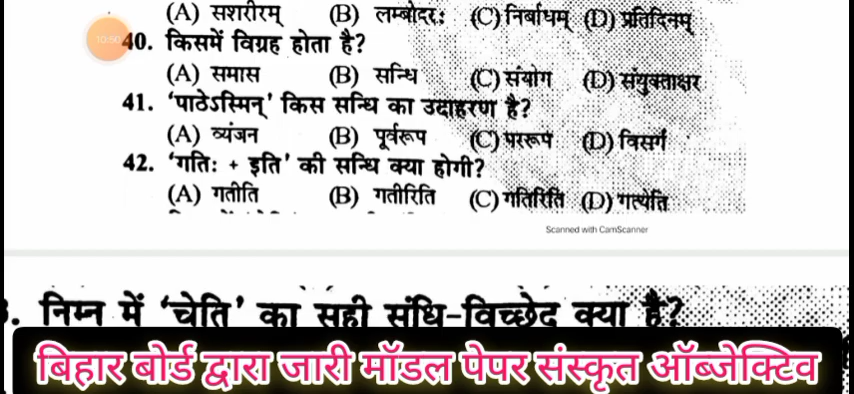 (A) सशरीरम् (B) लम्बोदरः (C) निर्बाधम् (D) प्रतिदिनम्
40. किसमें विग्रह होता है?
(A) समास (B) सन्धि (C) संयोग (D) संयुक्ताक्षर
41. ‘पाठेऽस्मिन्’ किस सन्धि का उदाहरण है?
(A) व्यंजन (B) पूर्वरूप (C) पररूप (D) विसर्ग
42. ‘गतिः + इति’ की सन्धि क्या होगी?
(A) गतीति (B) गतीरिति (C) गतिरिति (D) गत्येति
Scanned with CamScanner
. निम्न में ‘चेति’ का सही संधि-विच्छेद क्या है?
बिहार बोर्ड द्वारा जारी मॉडल पेपर संस्कृत ऑब्जेक्टिव